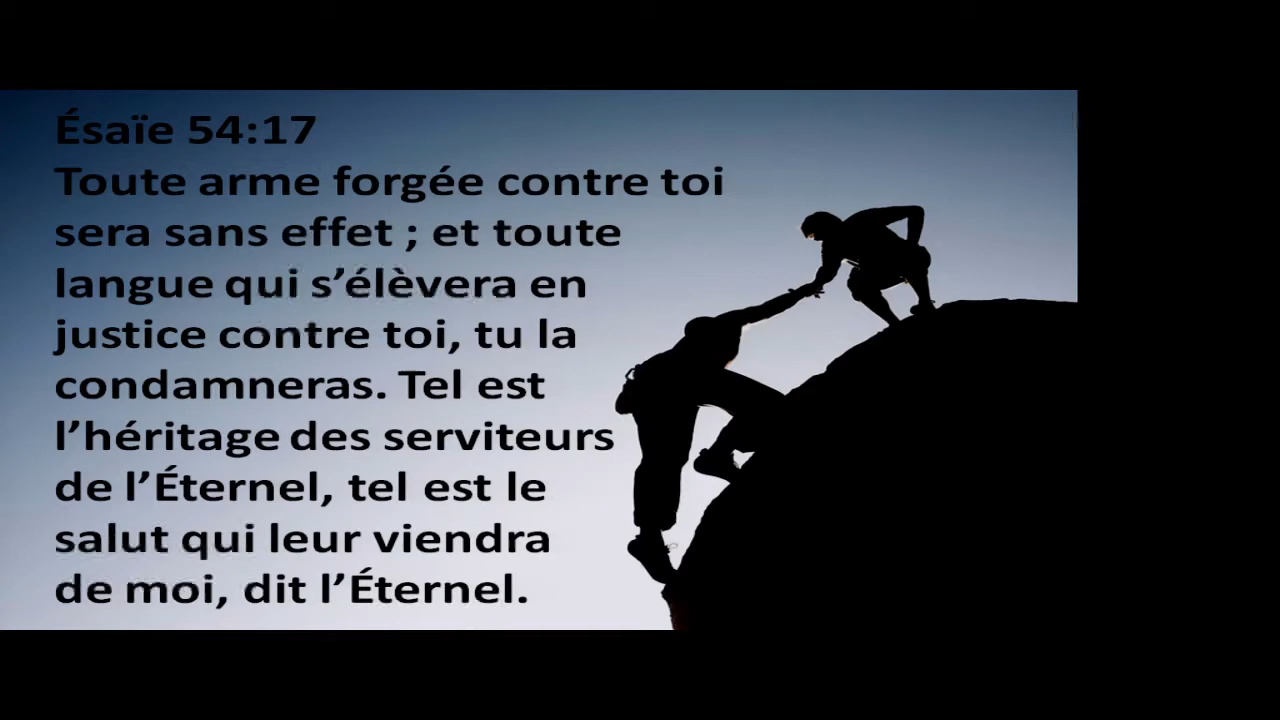 Ésaïe 54:17
Toute arme forgée contre toi
sera sans effet ; et toute
langue qui s’élèvera en
justice contre toi, tu la
condamneras. Tel est
l’héritage des serviteurs
de l’Éternel, tel est le
salut qui leur viendra
de moi, dit l’Éternel.